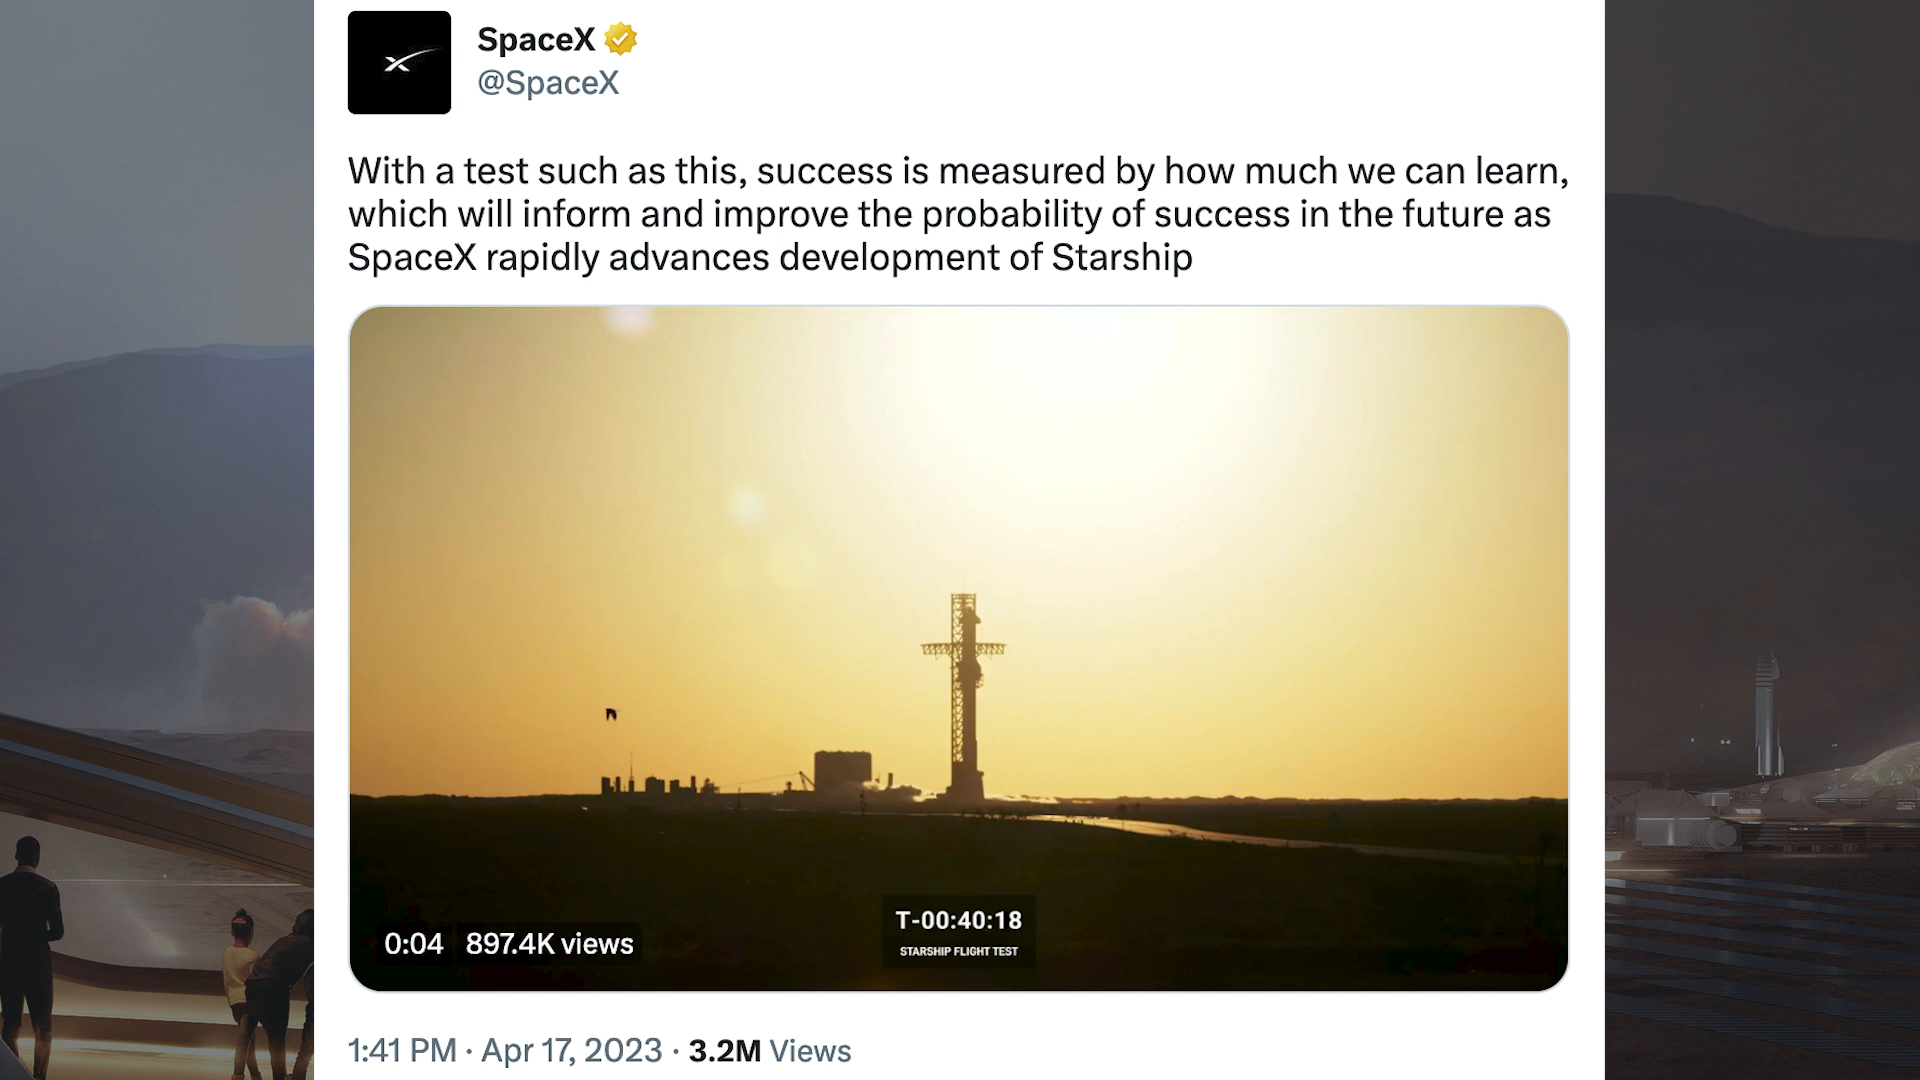 SpaceX
@SpaceX
With a test such as this, success is measured by how much we can learn,
which will inform and improve the probability of success in the future as
SpaceX rapidly advances development of Starship
T-00:40:18
STARSHIP FLIGHT TEST
0:04 897.4K views
1:41 PM · Apr 17, 2023 · 3.2M Views